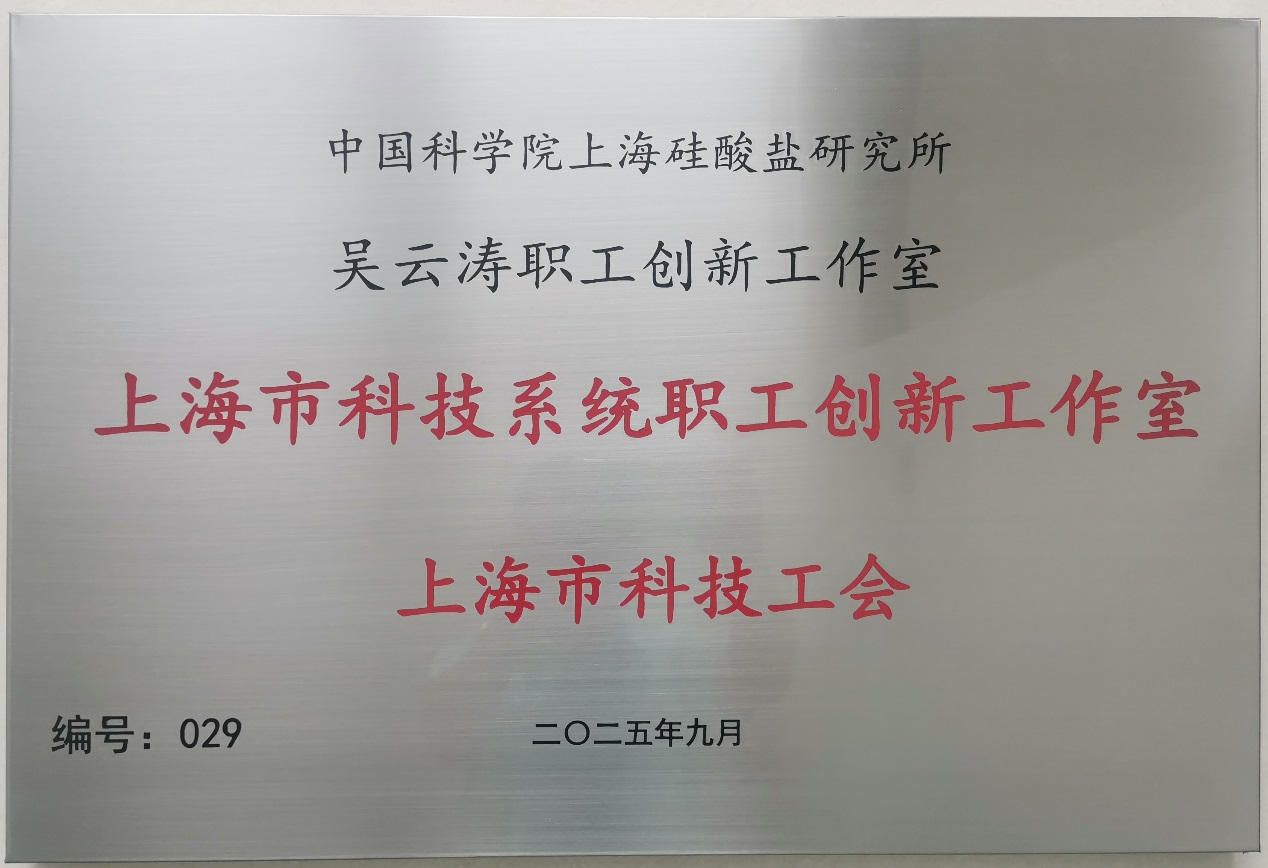 中国科学院上海硅酸盐研究所
吴云涛职工创新工作室
上海市科技系统职工创新工作室
上海市科技工会
编号：029 二〇二五年九月